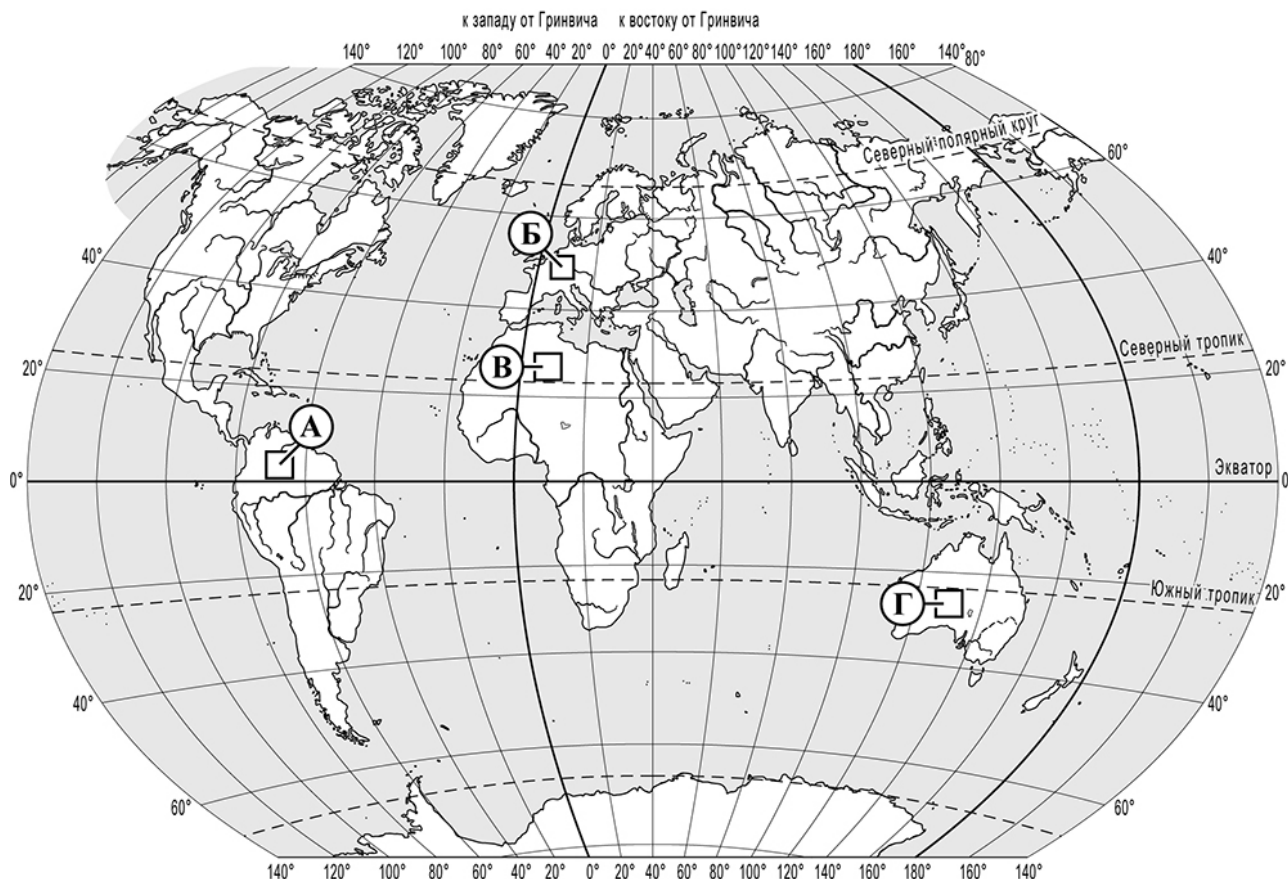 к западу от Гринвича к востоку от Гринвича
140° 120° 100° 80° 60° 40° 20° 0° 20° 40° 60° 80° 100° 120° 140° 160° 180° 160° 140° 80°
Северный полярный круг
60°
Б
40° 40°
Северный тропик
В
20° 20°
А
Экватор
0° 0
Г
Южный тропик
20° 20°
40° 40°
60° 60°
140° 120° 100° 80° 60° 40° 20° 0° 20° 40° 60° 80° 100° 120° 140° 160° 180° 160° 140°